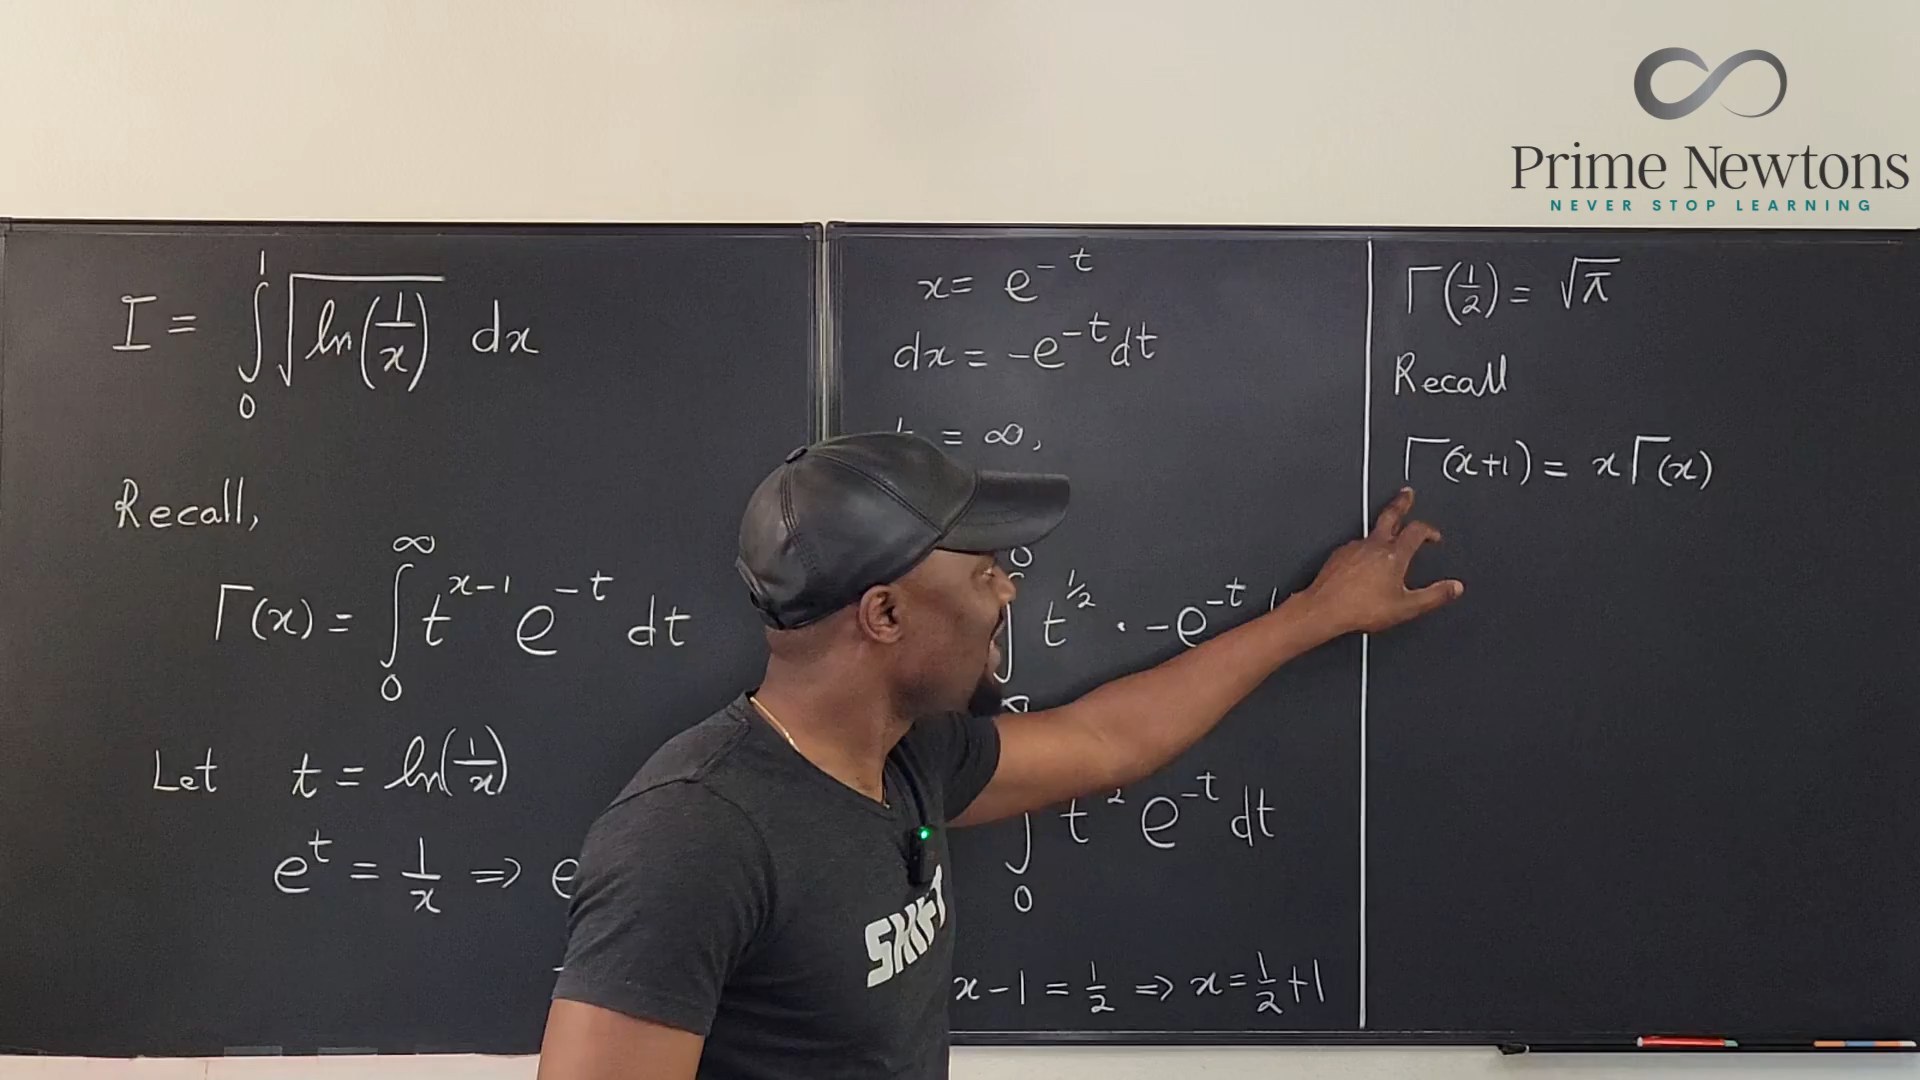 Prime Newtons
NEVER STOP LEARNING
I = ∫₀¹ √(ln(1/x)) dx
Recall,
Γ(x) = ∫₀^∞ t^(x-1) e^(-t) dt
Let t = ln(1/x)
e^t = 1/x ⇒ e
x = e^(-t)
dx = -e^(-t) dt
= ∞,
0
t^(1/2) · -e^(-t)
∫₀ t e^(-t) dt
x - 1 = 1/2 ⇒ x = 1/2 + 1
Γ(1/2) = √π
Recall
Γ(x+1) = xΓ(x)
SHIFT